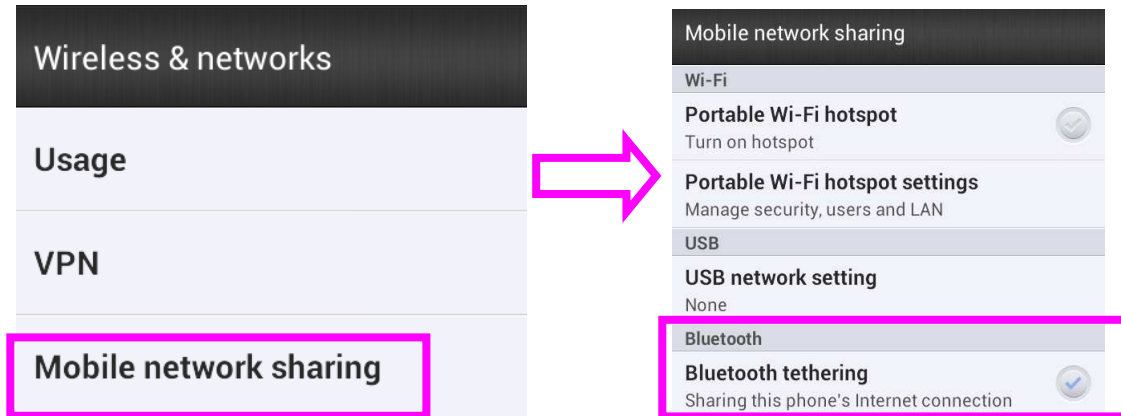 Wireless & networks
Usage
VPN
Mobile network sharing
Mobile network sharing
Wi-Fi
Portable Wi-Fi hotspot
Turn on hotspot
Portable Wi-Fi hotspot settings
Manage security, users and LAN
USB
USB network setting
None
Bluetooth
Bluetooth tethering
Sharing this phone's Internet connection